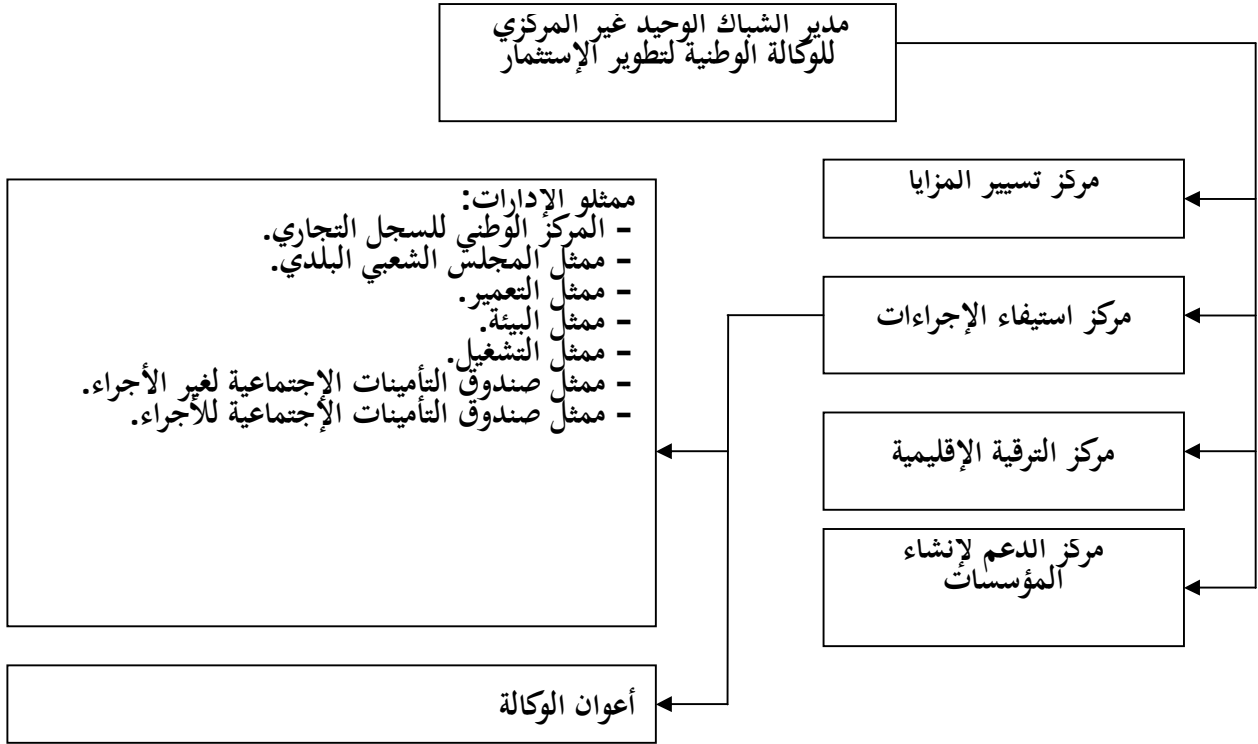 مدير الشباك الوحيد غير المركزي
للوكالة الوطنية لتطوير الإستثمار
مركز تسيير المزايا
مركز استيفاء الإجراءات
مركز الترقية الإقليمية
مركز الدعم لإنشاء
المؤسسات
ممثلو الإدارات:
- المركز الوطني للسجل التجاري.
- ممثل المجلس الشعبي البلدي.
- ممثل التعمير.
- ممثل البيئة.
- ممثل التشغيل.
- ممثل صندوق التأمينات الإجتماعية لغير الأجراء.
- ممثل صندوق التأمينات الإجتماعية للأجراء.
أعوان الوكالة